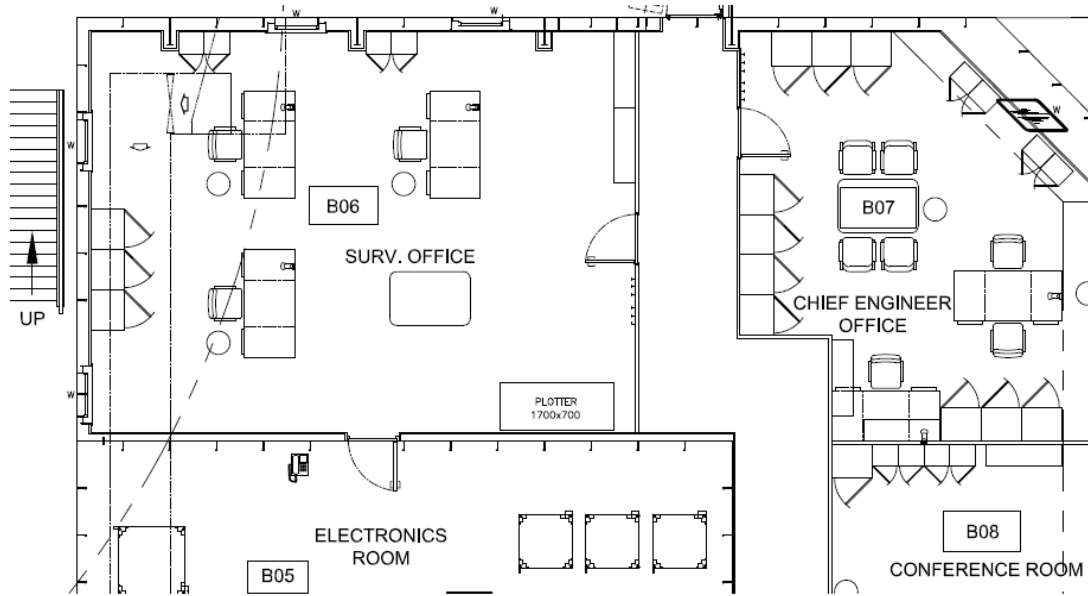 W
W
W
W
B06
B07
SURV. OFFICE
UP
CHIEF ENGINEER
OFFICE
W
PLOTTER
1700x700
ELECTRONICS
ROOM
B08
B05
CONFERENCE ROOM